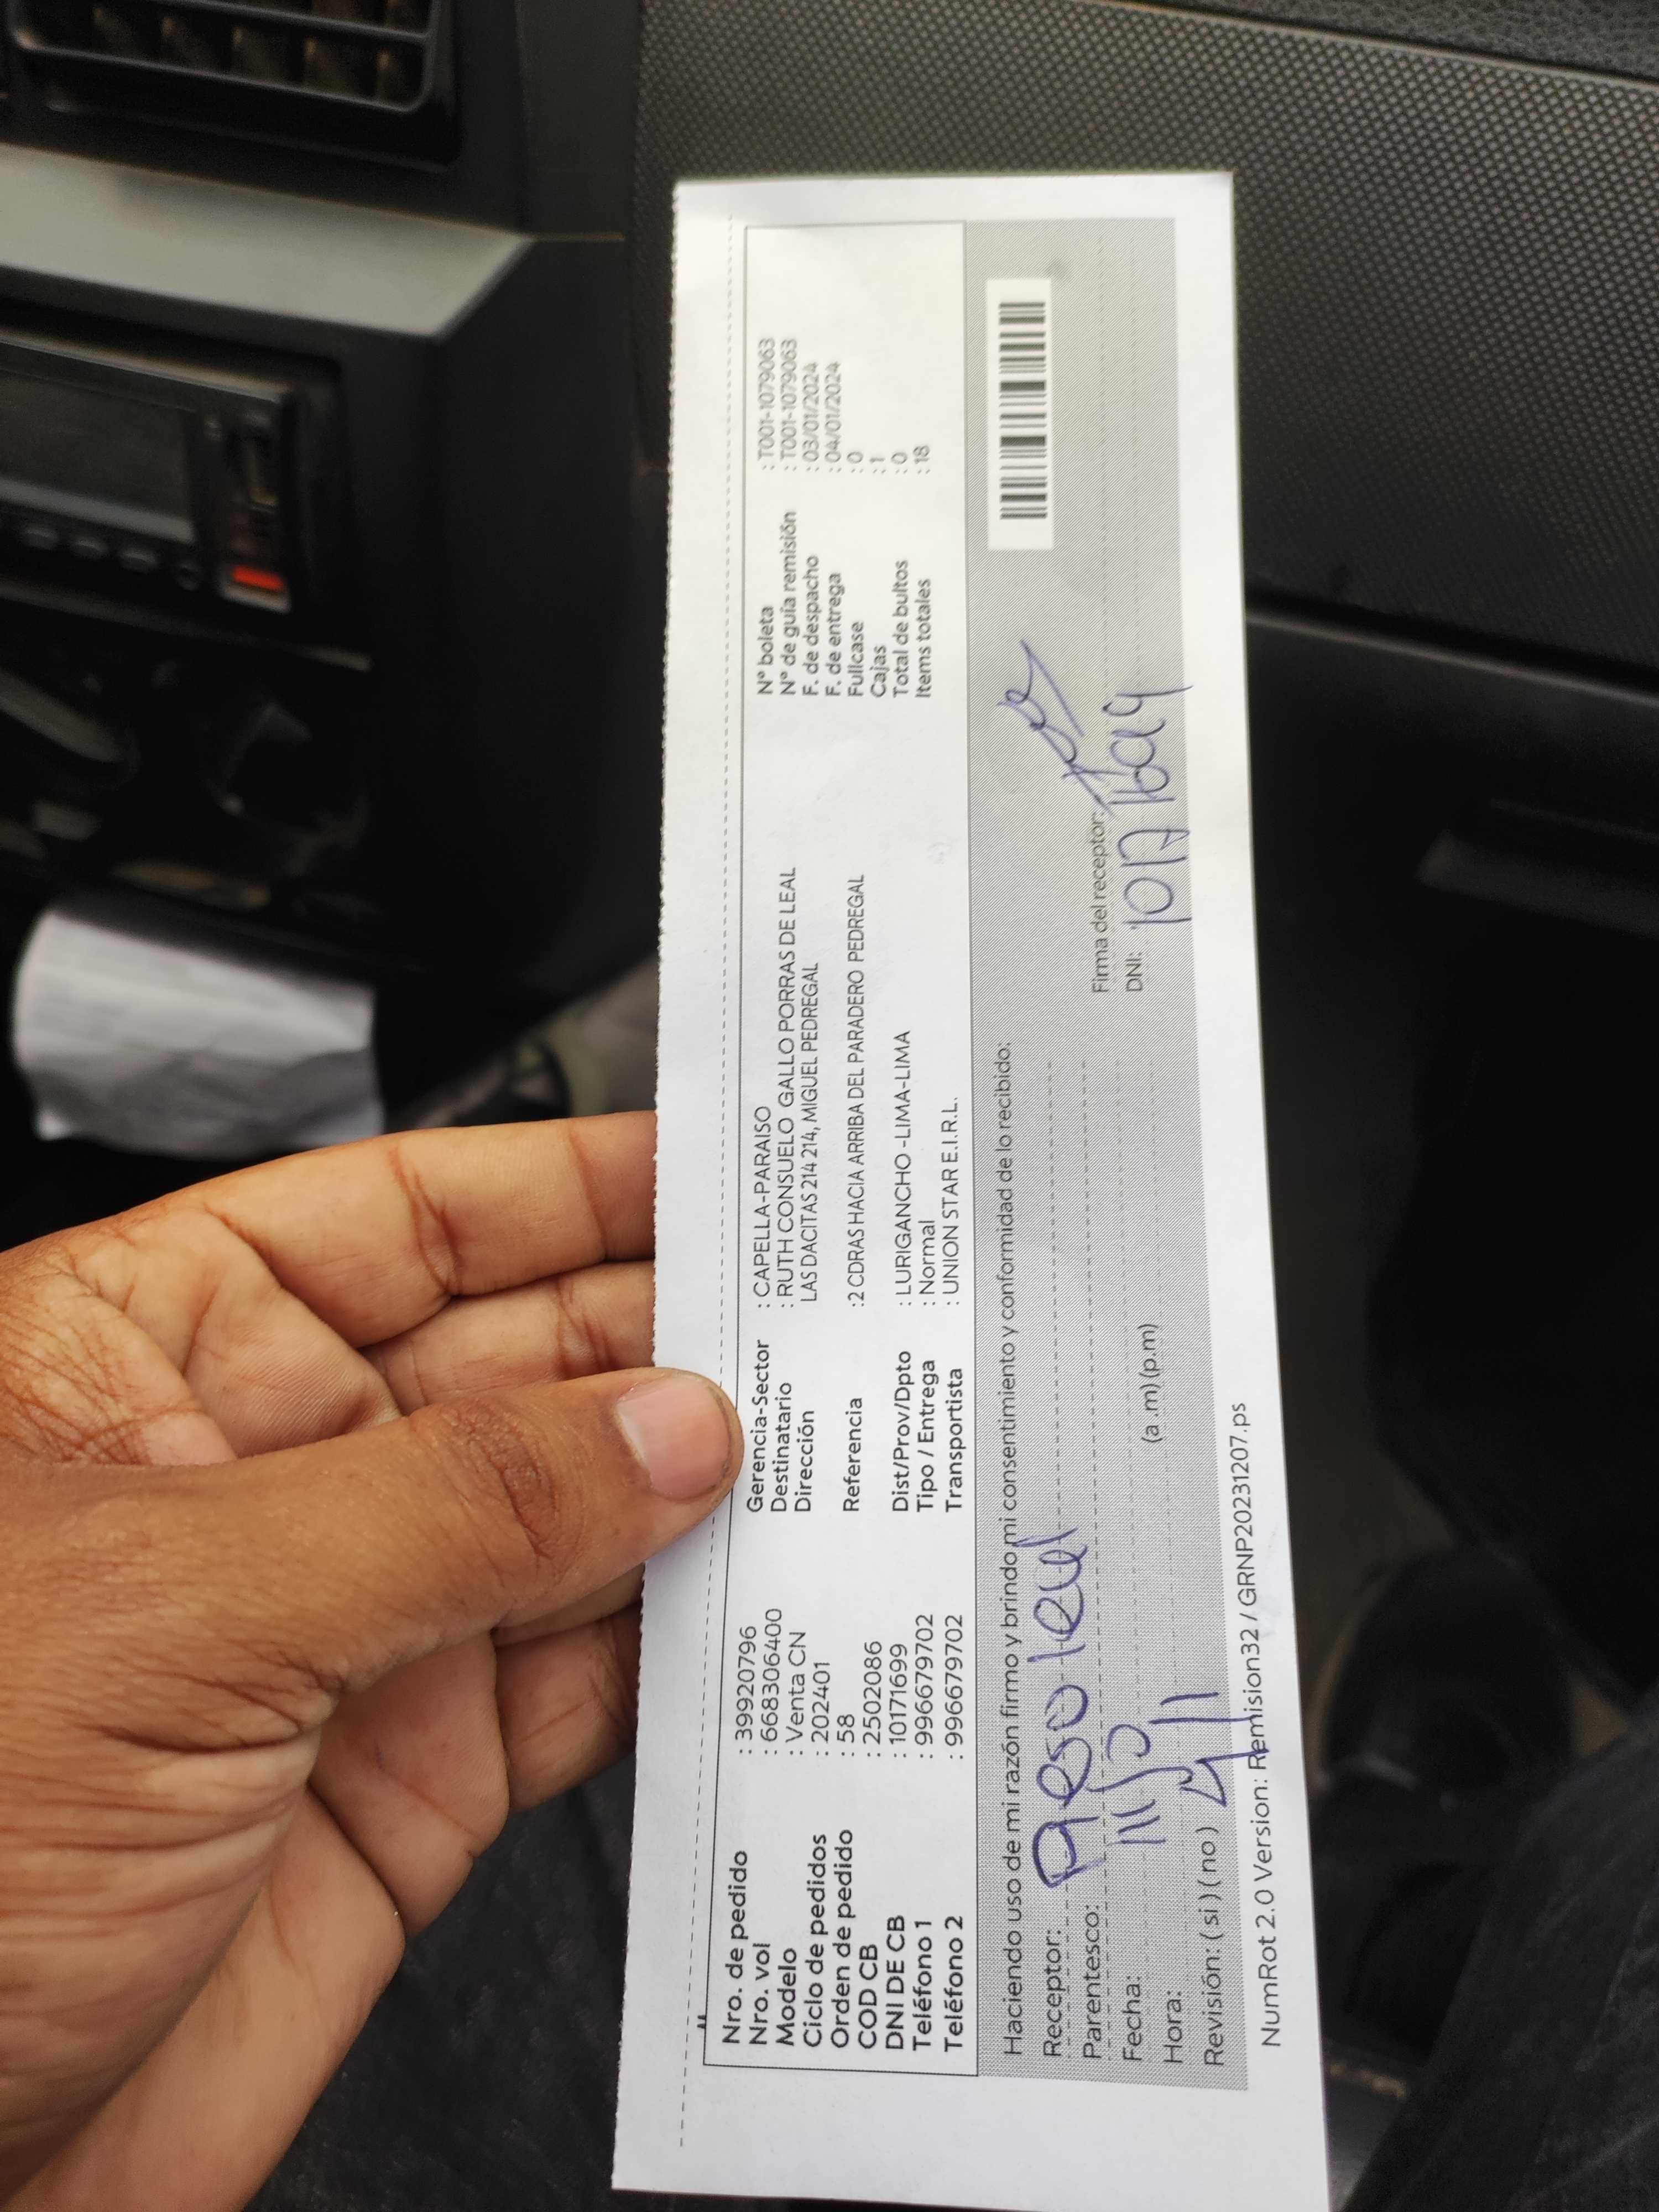 Nro. de pedido : 39920796
Nro. vol : 668306400
Modelo : Venta CN
Ciclo de pedidos : 202401
Orden de pedido : 58
COD CB : 2502086
DNI DE CB : 10171699
Teléfono 1 : 996679702
Teléfono 2 : 996679702
Gerencia-Sector : CAPELLA-PARAISO
Destinatario : RUTH CONSUELO GALLO PORRAS DE LEAL
Dirección LAS DACITAS 214 214, MIGUEL PEDREGAL
Referencia :2 CDRAS HACIA ARRIBA DEL PARADERO PEDREGAL
Dist/Prov/Dpto : LURIGANCHO -LIMA-LIMA
Tipo / Entrega : Normal
Transportista : UNION STAR E.I.R.L.
N° boleta : T001-1079063
N° de guía remisión : T001-1079063
F. de despacho : 03/01/2024
F. de entrega : 04/01/2024
Fullcase : 0
Cajas : 1
Total de bultos : 0
Items totales : 18
Haciendo uso de mi razón firmo y brindo mi consentimiento y conformidad de lo recibido:
Receptor:
Parentesco:
Fecha:
Hora: (a .m) (p.m)
Revisión: ( si ) ( no )
Firma del receptor:
DNI:
NumRot 2.0 Version: Remision32 / GRNP20231207.ps